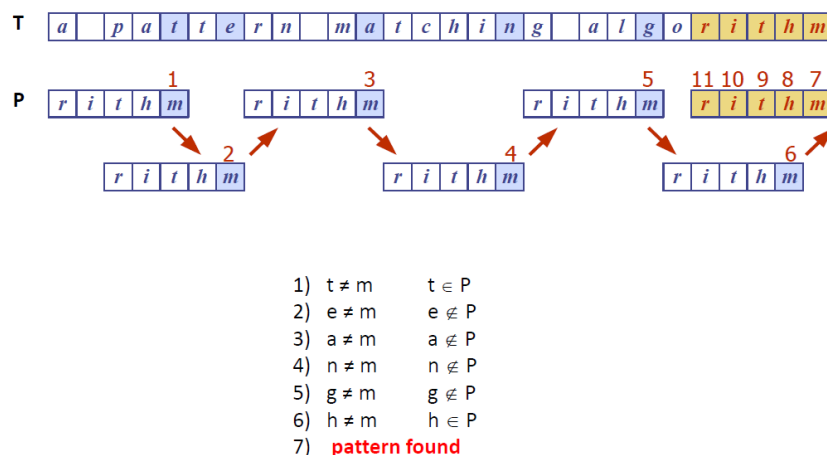 T a p a t t e r n m a t c h i n g a l g o r i t h m
1 3 5 11 10 9 8 7
P r i t h m r i t h m r i t h m r i t h m
2 4 6
r i t h m r i t h m r i t h m
1) t ≠ m t ∈ P
2) e ≠ m e ∉ P
3) a ≠ m a ∉ P
4) n ≠ m n ∉ P
5) g ≠ m g ∉ P
6) h ≠ m h ∈ P
7) pattern found